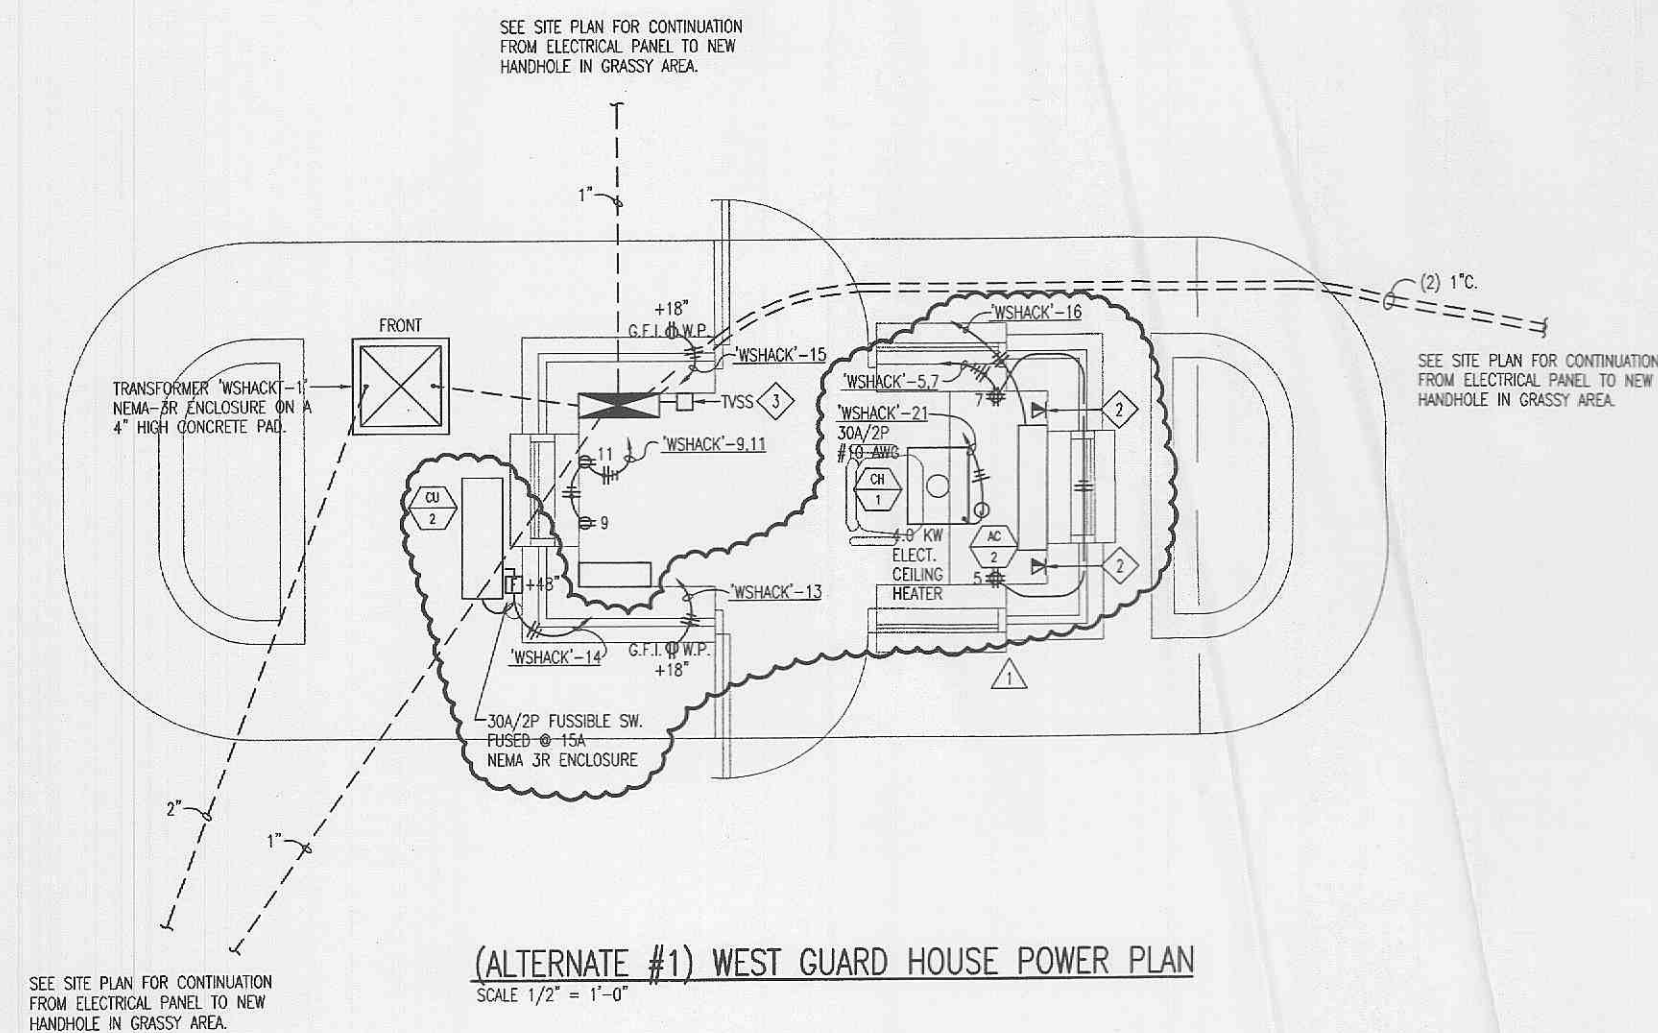 SEE SITE PLAN FOR CONTINUATION
FROM ELECTRICAL PANEL TO NEW
HANDHOLE IN GRASSY AREA.
1"
(2) 1"C.
+18"
G.F.I. W.P.
'WSHACK'-16
FRONT
'WSHACK'-15
SEE SITE PLAN FOR CONTINUATION
FROM ELECTRICAL PANEL TO NEW
HANDHOLE IN GRASSY AREA.
TRANSFORMER 'WSHACKT-1'
NEMA-3R ENCLOSURE ON A
4" HIGH CONCRETE PAD.
'WSHACK'-5,7
7
TVSS
3
2
'WSHACK'-21
30A/2P
#10 AWG
'WSHACK'-9,11
11
9
CU
2
CH
1
4.0 KW
ELECT.
CEILING
HEATER
AC
2
5
2
F
+48"
'WSHACK'-13
'WSHACK'-14
G.F.I. W.P.
+18"
1
30A/2P FUSSIBLE SW.
FUSED @ 15A
NEMA 3R ENCLOSURE
2"
1"
(ALTERNATE #1) WEST GUARD HOUSE POWER PLAN
SCALE 1/2" = 1'-0"
SEE SITE PLAN FOR CONTINUATION
FROM ELECTRICAL PANEL TO NEW
HANDHOLE IN GRASSY AREA.